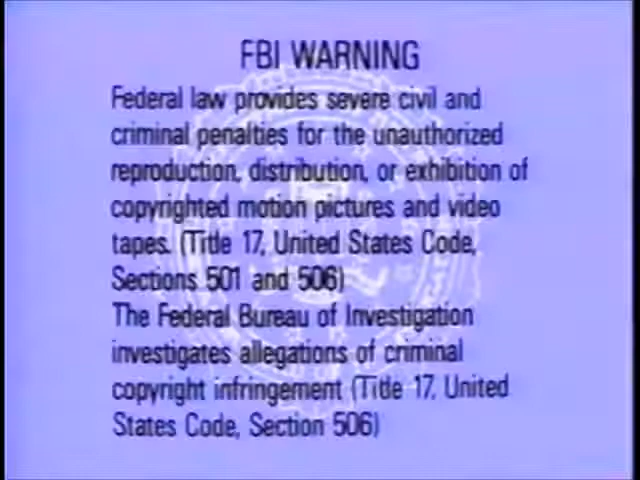 FBI WARNING
Federal law provides severe civil and
criminal penalties for the unauthorized
reproduction, distribution, or exhibition of
copyrighted motion pictures and video
tapes. (Title 17, United States Code,
Sections 501 and 506)
The Federal Bureau of Investigation
investigates allegations of criminal
copyright infringement (Title 17, United
States Code, Section 506)